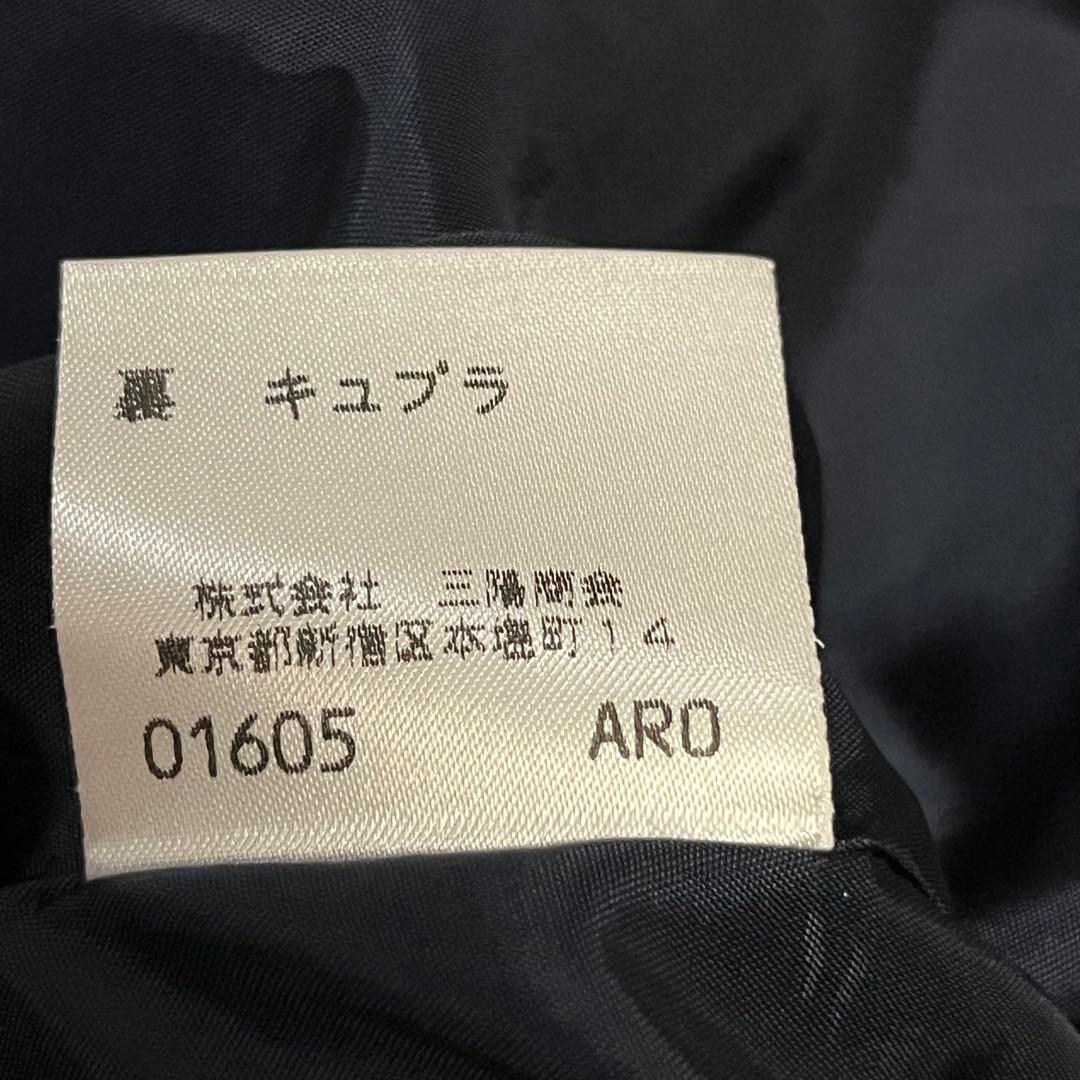 裏 キュプラ
株式会社 三陽商会
東京都新宿区本塩町14
01605 ARO